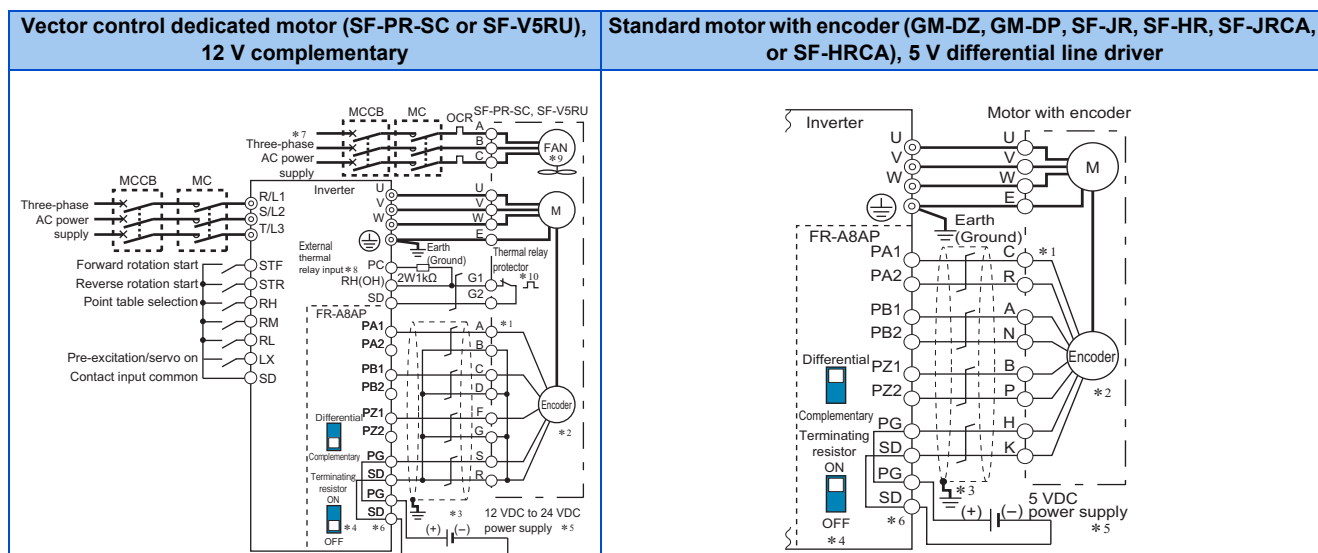 Vector control dedicated motor (SF-PR-SC or SF-V5RU),
12 V complementary
Standard motor with encoder (GM-DZ, GM-DP, SF-JR, SF-HR, SF-JRCA,
or SF-HRCA), 5 V differential line driver
MCCB
MC
OCR
SF-PR-SC, SF-V5RU
*7
Three-phase
AC power
supply
A
B
C
FAN
*9
MCCB
MC
Inverter
Three-phase
AC power
supply
R/L1
S/L2
T/L3
U
V
W
U
V
W
E
M
Earth
(Ground)
External
thermal
relay input *8
Thermal relay
protector
PC
RH(OH)
SD
2W1kΩ
G1
G2
*10
Forward rotation start
STF
Reverse rotation start
STR
Point table selection
RH
RM
RL
Pre-excitation/servo on
LX
Contact input common
SD
FR-A8AP
PA1
A
*1
PA2
B
PB1
C
PB2
D
PZ1
F
PZ2
G
PG
S
SD
R
PG
SD
Differential
Complementary
Terminating
resistor
ON
OFF
*4
*6
*3
Encoder
*2
(+)
(−)
12 VDC to 24 VDC
power supply *5
Inverter
Motor with encoder
U
V
W
U
V
W
E
M
Earth
(Ground)
FR-A8AP
PA1
C
*1
PA2
R
PB1
A
PB2
N
PZ1
B
PZ2
P
PG
H
SD
K
PG
SD
Differential
Complementary
Terminating
resistor
ON
OFF
*4
*6
*3
Encoder
*2
(+)
(−)
5 VDC
power supply
*5